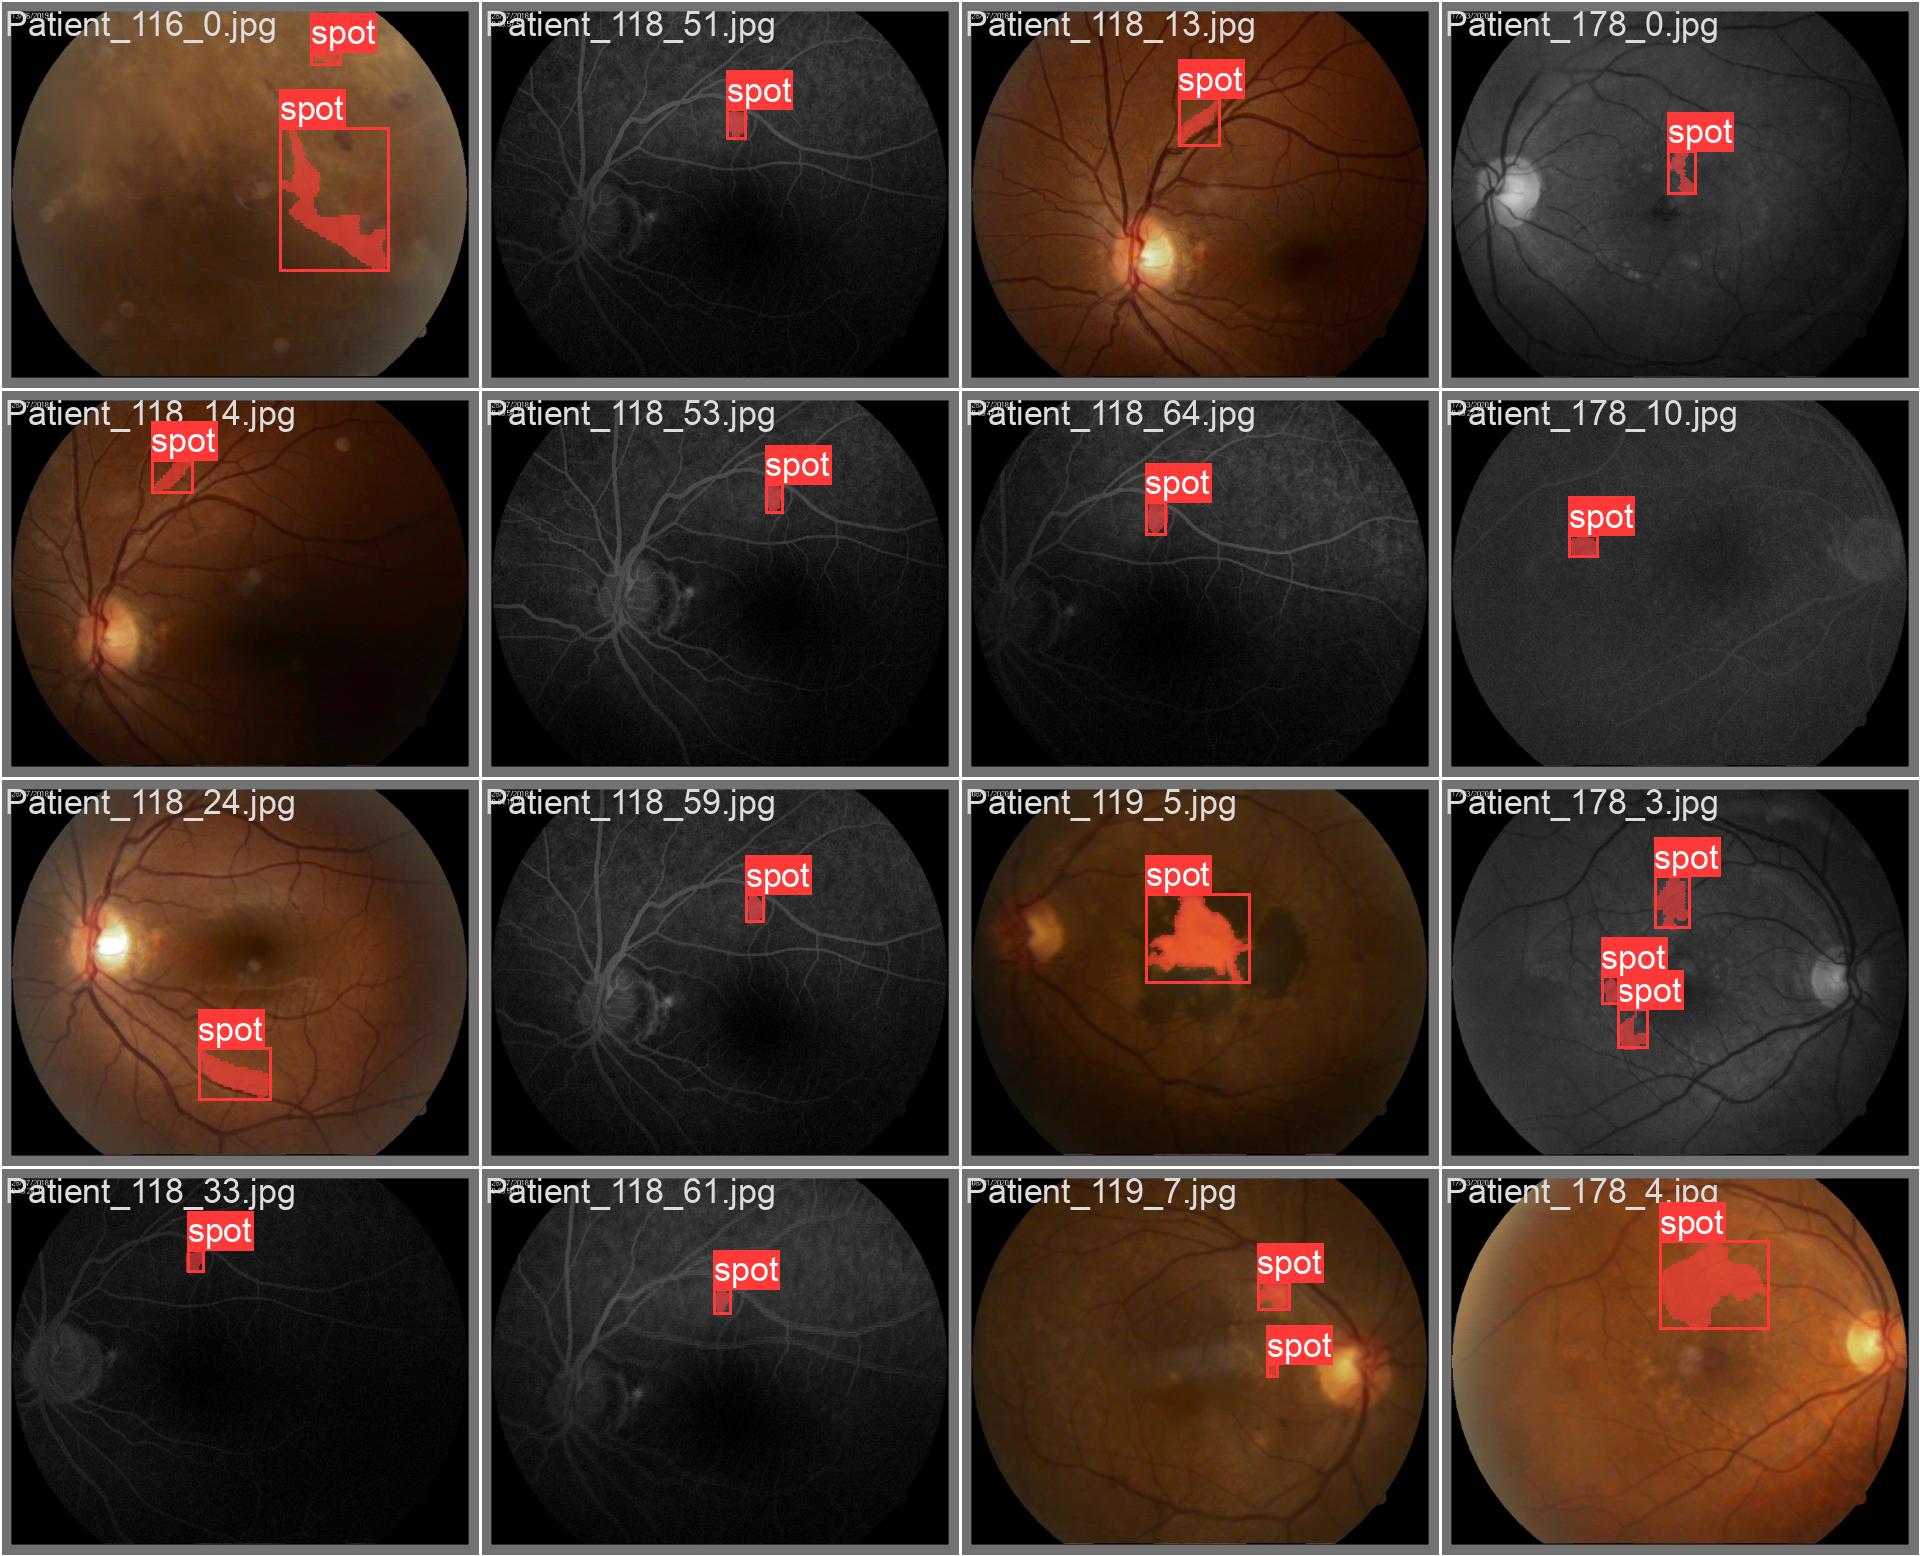 Patient_116_0.jpg
spot
spot
Patient_118_51.jpg
spot
Patient_118_13.jpg
spot
Patient_178_0.jpg
spot
Patient_118_14.jpg
spot
Patient_118_53.jpg
spot
Patient_118_64.jpg
spot
Patient_178_10.jpg
spot
Patient_118_24.jpg
spot
Patient_118_59.jpg
spot
Patient_119_5.jpg
spot
Patient_178_3.jpg
spot
spot
spot
Patient_118_33.jpg
spot
Patient_118_61.jpg
spot
Patient_119_7.jpg
spot
spot
Patient_178_4.jpg
spot